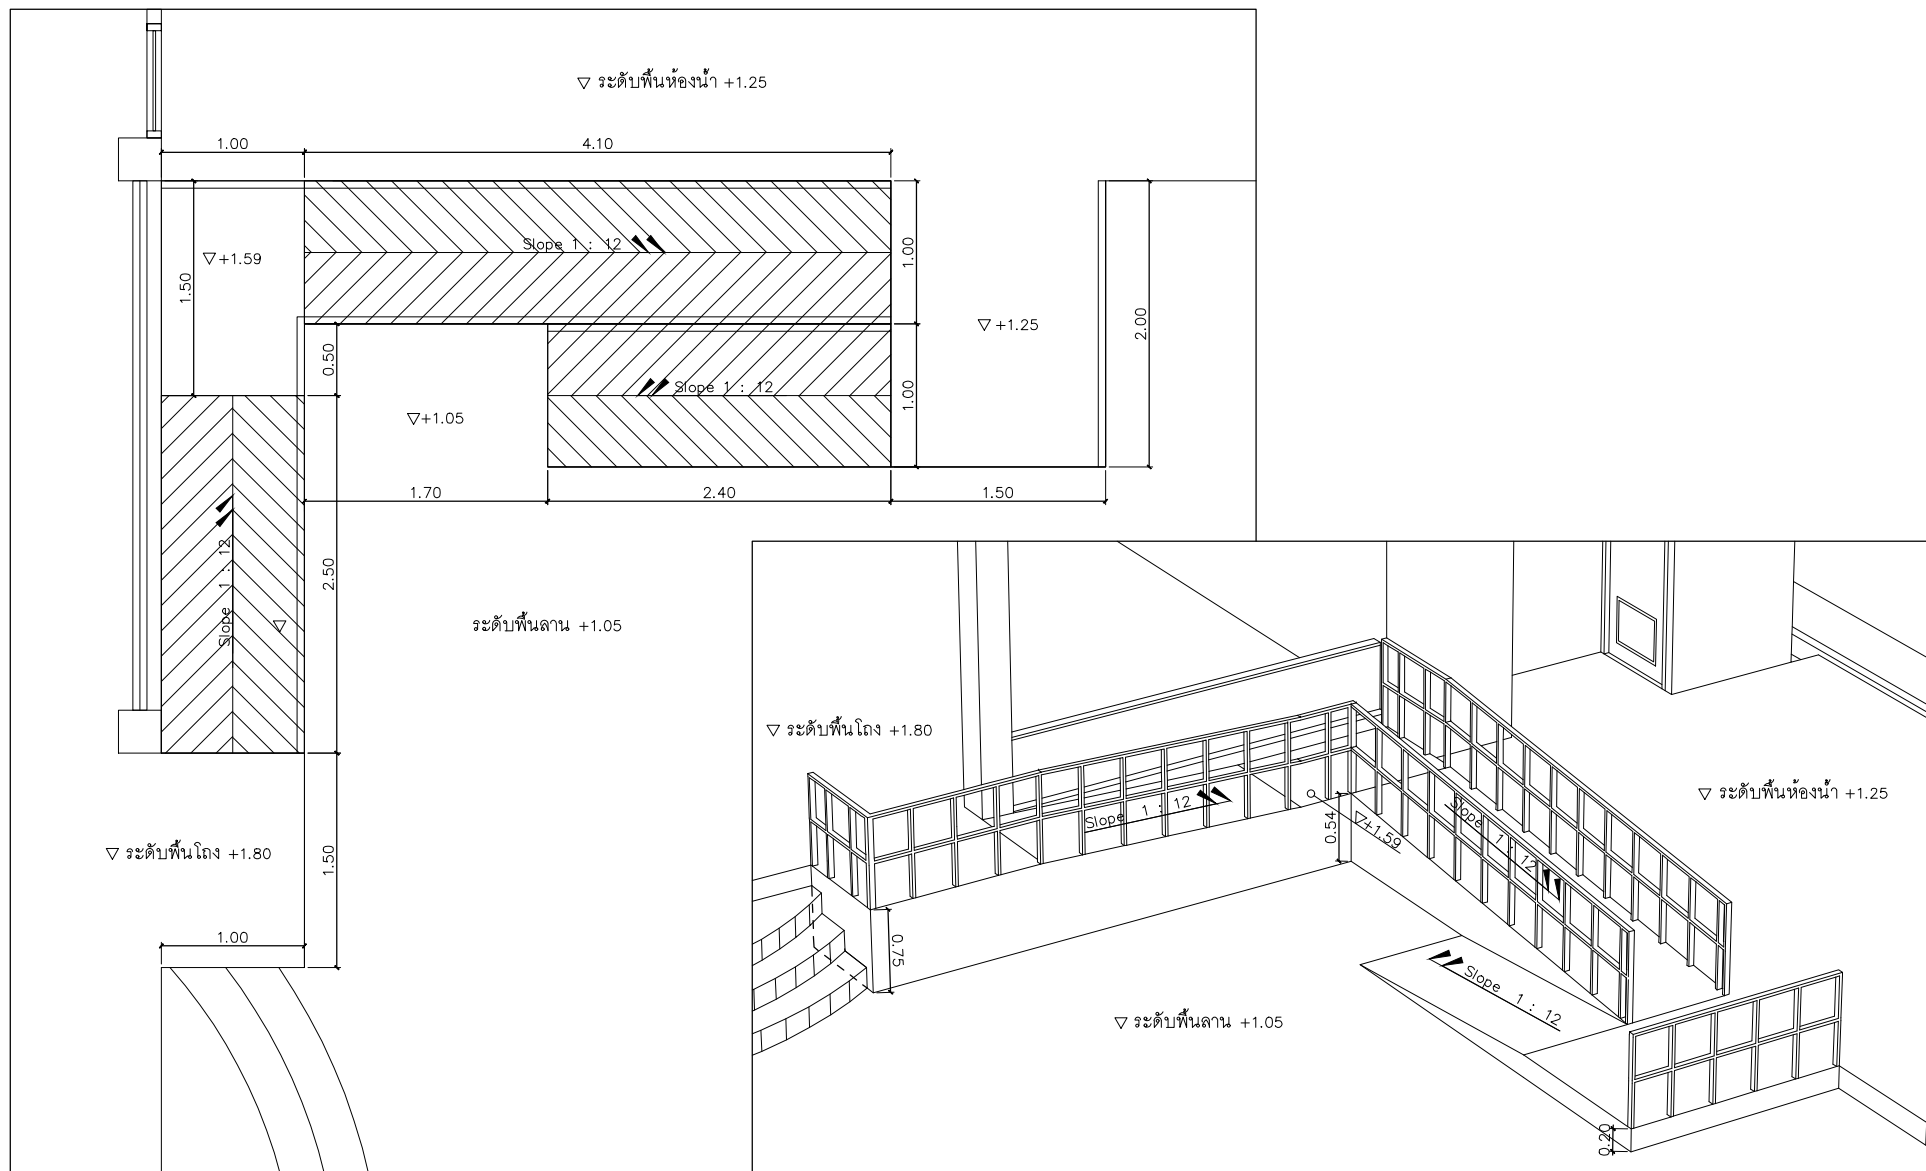 ▽ ระดับพื้นห้องน้ำ +1.25
1.00
4.10
Slope 1 : 12
▽+1.59
1.50
1.00
▽+1.25
2.00
0.50
Slope 1 : 12
1.00
▽+1.05
1.70
2.40
1.50
Slope 1 : 12
2.50
▽
ระดับพื้นลาน +1.05
▽ ระดับพื้นโถง +1.80
1.50
1.00
▽ ระดับพื้นโถง +1.80
▽ ระดับพื้นห้องน้ำ +1.25
Slope 1 : 12
0.54
▽+1.59
Slope 1 : 12
0.75
Slope 1 : 12
▽ ระดับพื้นลาน +1.05
0.20